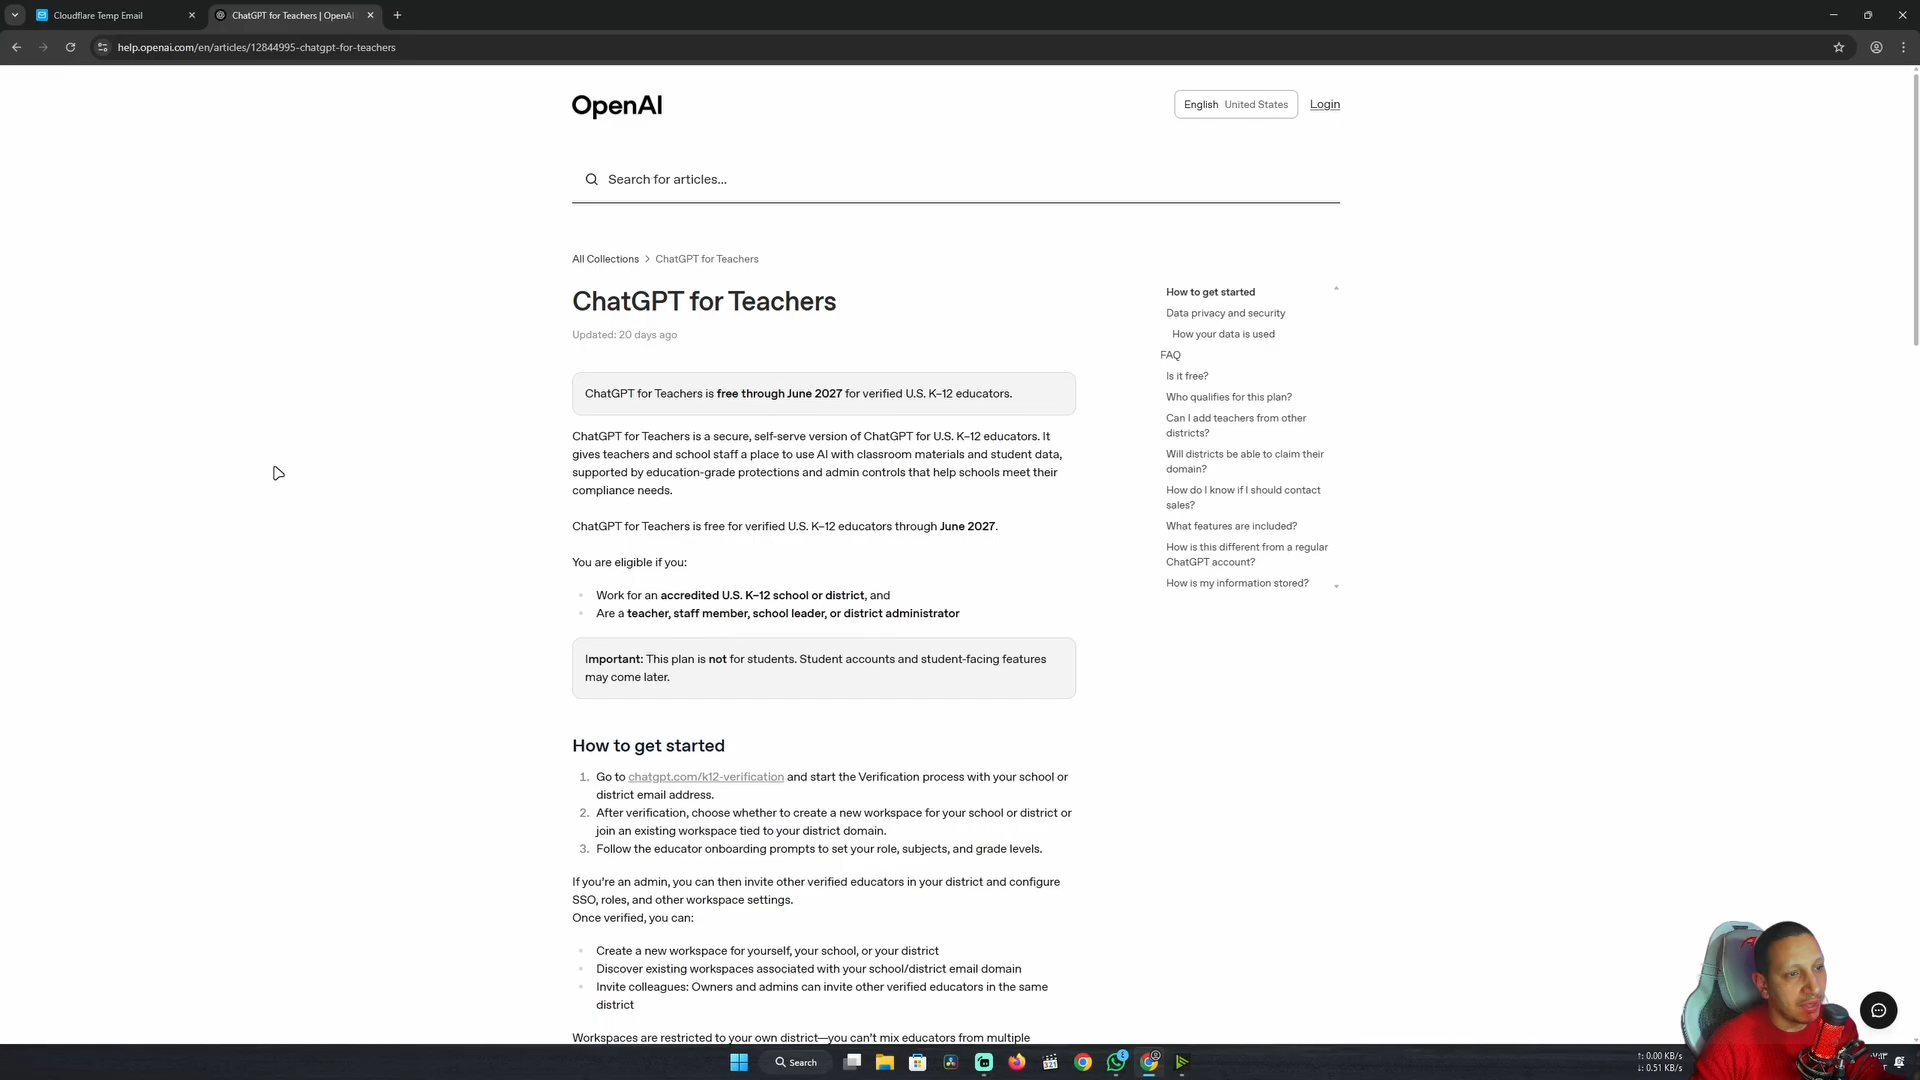 Cloudflare Temp Email
ChatGPT for Teachers | OpenAI
help.openai.com/en/articles/12844995-chatgpt-for-teachers
OpenAI
English United States
Login
Search for articles...
All Collections > ChatGPT for Teachers
ChatGPT for Teachers
Updated: 20 days ago
ChatGPT for Teachers is free through June 2027 for verified U.S. K–12 educators.
ChatGPT for Teachers is a secure, self-serve version of ChatGPT for U.S. K–12 educators. It
gives teachers and school staff a place to use AI with classroom materials and student data,
supported by education-grade protections and admin controls that help schools meet their
compliance needs.
ChatGPT for Teachers is free for verified U.S. K–12 educators through June 2027.
You are eligible if you:
Work for an accredited U.S. K–12 school or district, and
Are a teacher, staff member, school leader, or district administrator
Important: This plan is not for students. Student accounts and student-facing features
may come later.
How to get started
1. Go to chatgpt.com/k12-verification and start the Verification process with your school or
district email address.
2. After verification, choose whether to create a new workspace for your school or district or
join an existing workspace tied to your district domain.
3. Follow the educator onboarding prompts to set your role, subjects, and grade levels.
If you're an admin, you can then invite other verified educators in your district and configure
SSO, roles, and other workspace settings.
Once verified, you can:
Create a new workspace for yourself, your school, or your district
Discover existing workspaces associated with your school/district email domain
Invite colleagues: Owners and admins can invite other verified educators in the same
district
Workspaces are restricted to your own district—you can't mix educators from multiple
How to get started
Data privacy and security
How your data is used
FAQ
Is it free?
Who qualifies for this plan?
Can I add teachers from other
districts?
Will districts be able to claim their
domain?
How do I know if I should contact
sales?
What features are included?
How is this different from a regular
ChatGPT account?
How is my information stored?
Search
↑: 0.00 KB/s
↓: 0.51 KB/s